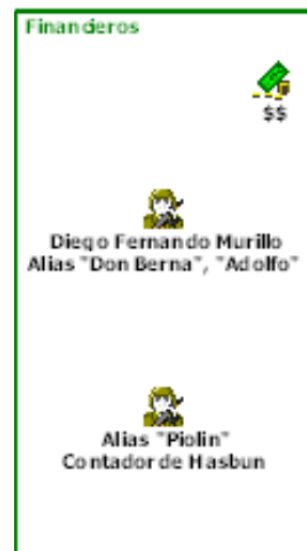 Financieros
$$
Diego Fernando Murillo
Alias "Don Berna", "Adolfo"
Alias "Piolin"
Contador de Hasbun